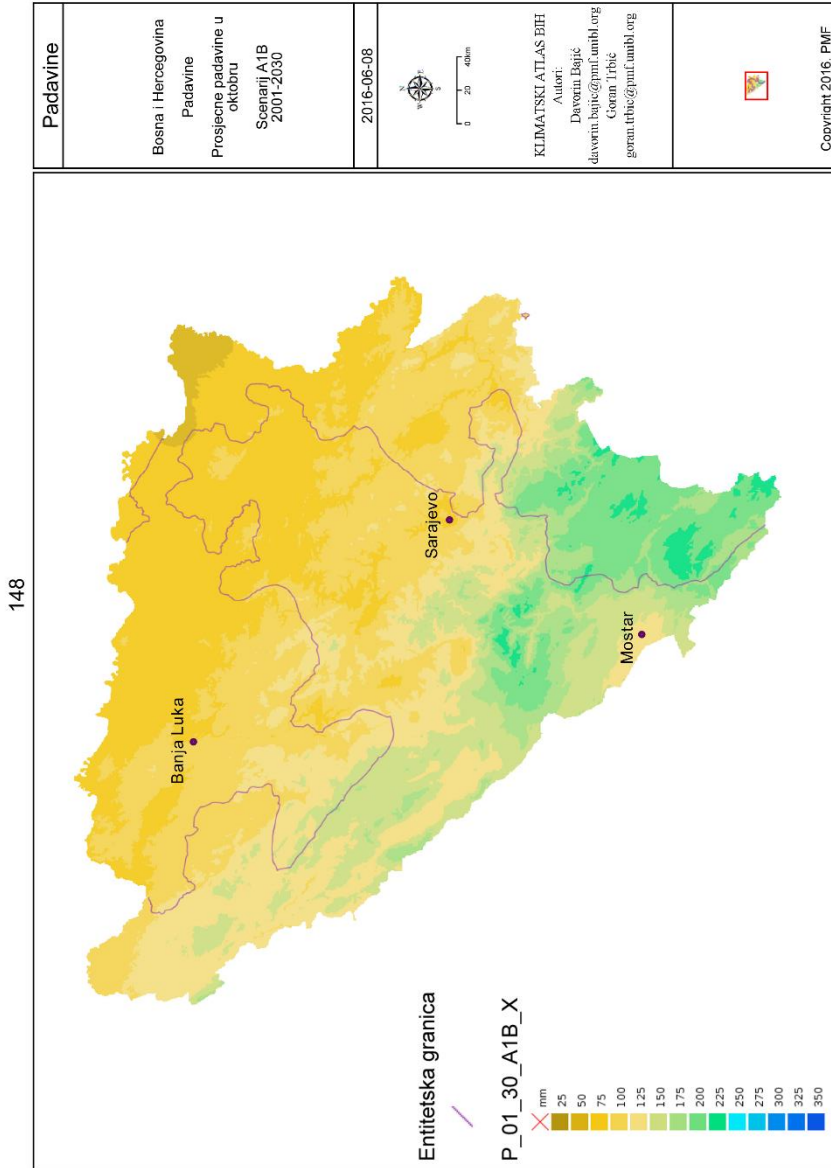 148
Padavine
Bosna i Hercegovina
Padavine
Prosjecne padavine u
oktobru
Scenarij A1B
2001-2030
2016-06-08
N
W
E
S
0
20
40km
KLIMATSKI ATLAS BIH
Autori:
Davorin Bajić
davorin.bajic@pmf.unibl.org
Goran Trbić
goran.trbic@pmf.unibl.org
Copyright 2016, PMF
Banja Luka
Sarajevo
Mostar
Entitetska granica
P_01_30_A1B_X
mm
25
50
75
100
125
150
175
200
225
250
275
300
325
350